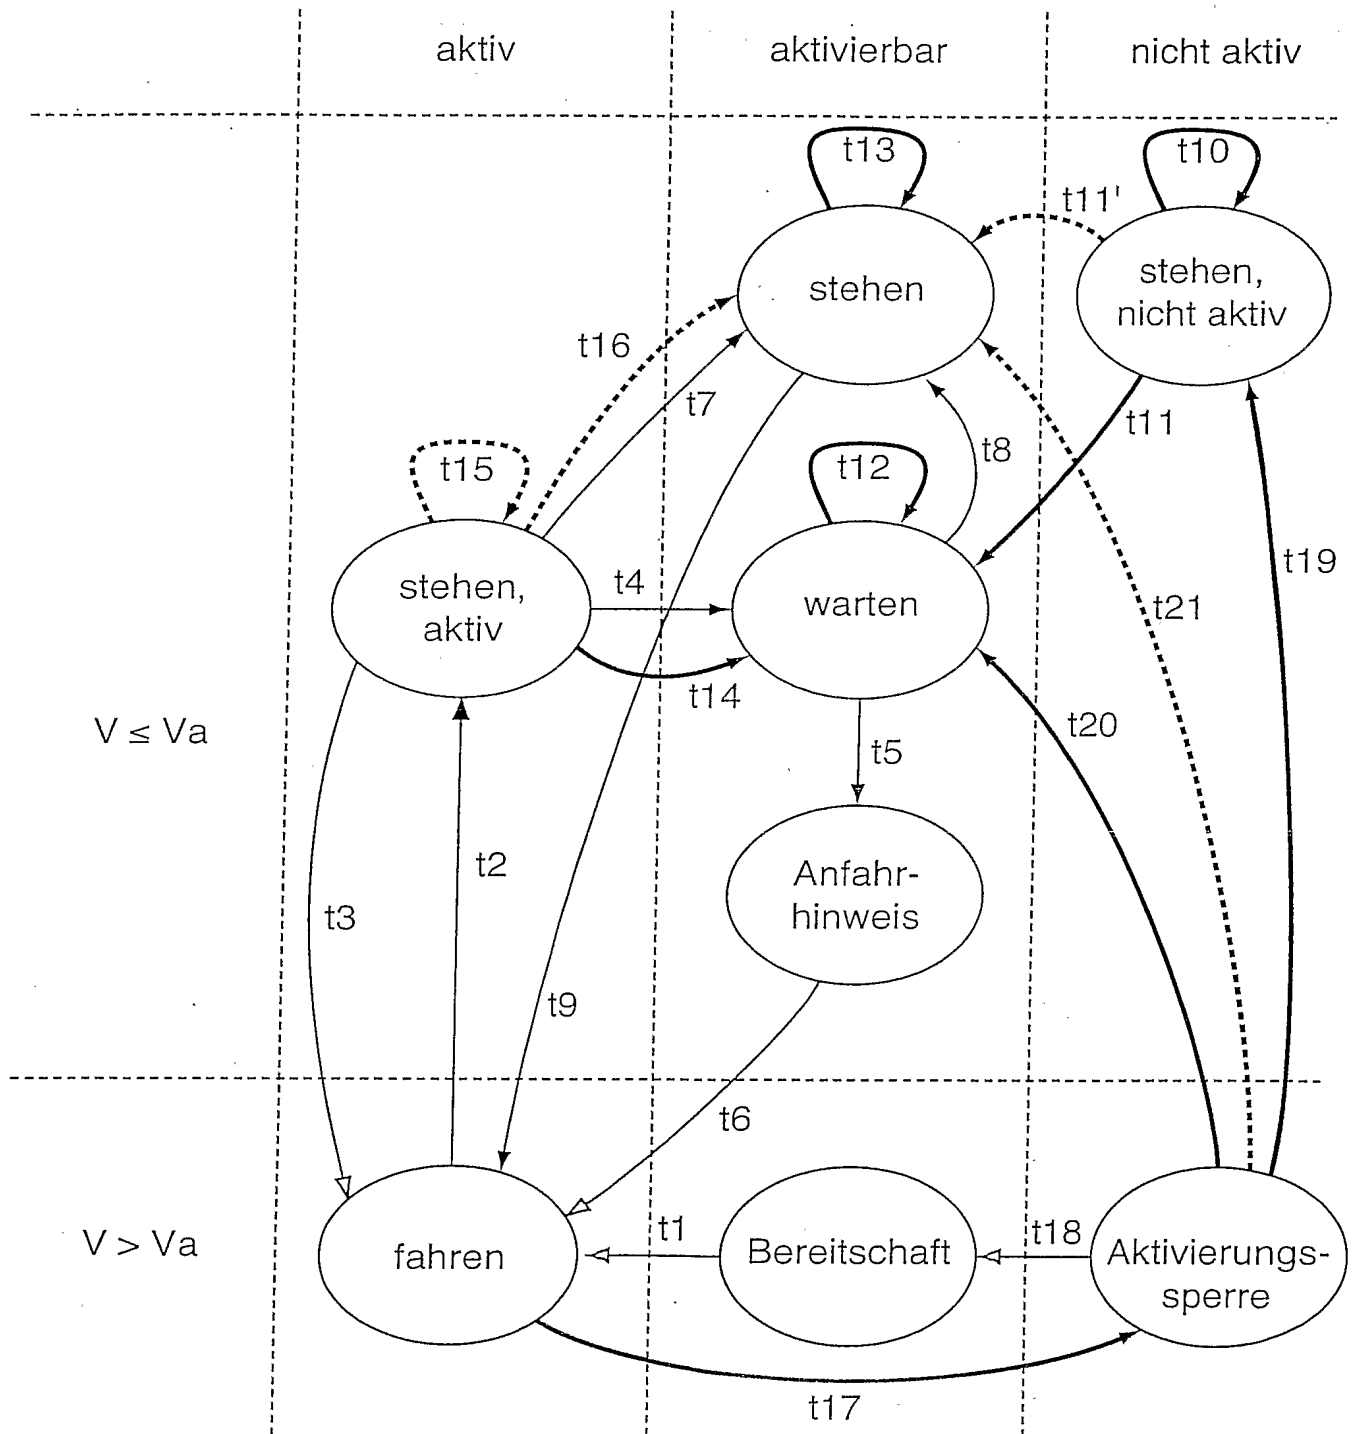 aktiv
aktivierbar
nicht aktiv
t13
t10
t11'
stehen
stehen,
nicht aktiv
t16
t7
t11
t8
t15
t12
t19
stehen,
aktiv
t4
warten
t21
t14
t20
V ≤ Va
t5
t2
Anfahr-
hinweis
t3
t9
t6
t1
t18
V > Va
fahren
Bereitschaft
Aktivierungs-
sperre
t17